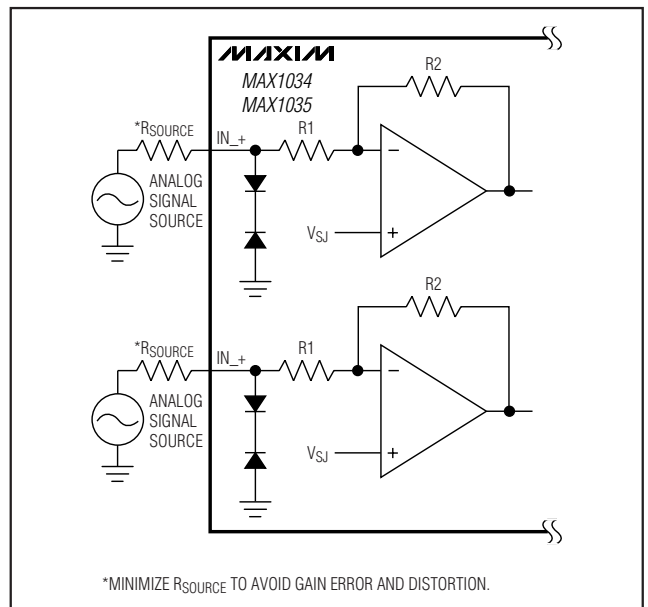 MAXIM
MAX1034
MAX1035
R2
*RSOURCE
IN_+
R1
ANALOG
SIGNAL
SOURCE
−
VSJ
+
R2
*RSOURCE
IN_+
R1
ANALOG
SIGNAL
SOURCE
−
VSJ
+
*MINIMIZE RSOURCE TO AVOID GAIN ERROR AND DISTORTION.